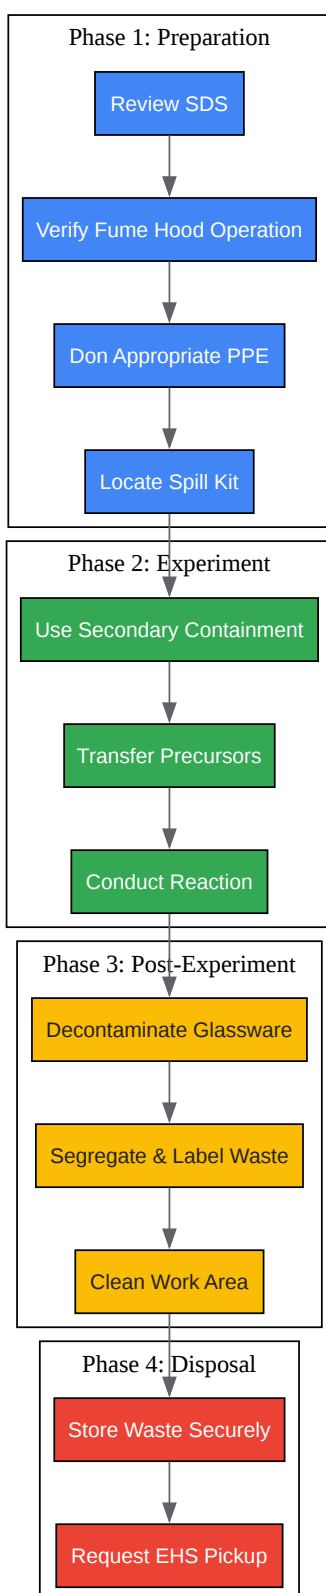 Phase 1: Preparation
Review SDS
Verify Fume Hood Operation
Don Appropriate PPE
Locate Spill Kit
Phase 2: Experiment
Use Secondary Containment
Transfer Precursors
Conduct Reaction
Phase 3: Post-Experiment
Decontaminate Glassware
Segregate & Label Waste
Clean Work Area
Phase 4: Disposal
Store Waste Securely
Request EHS Pickup